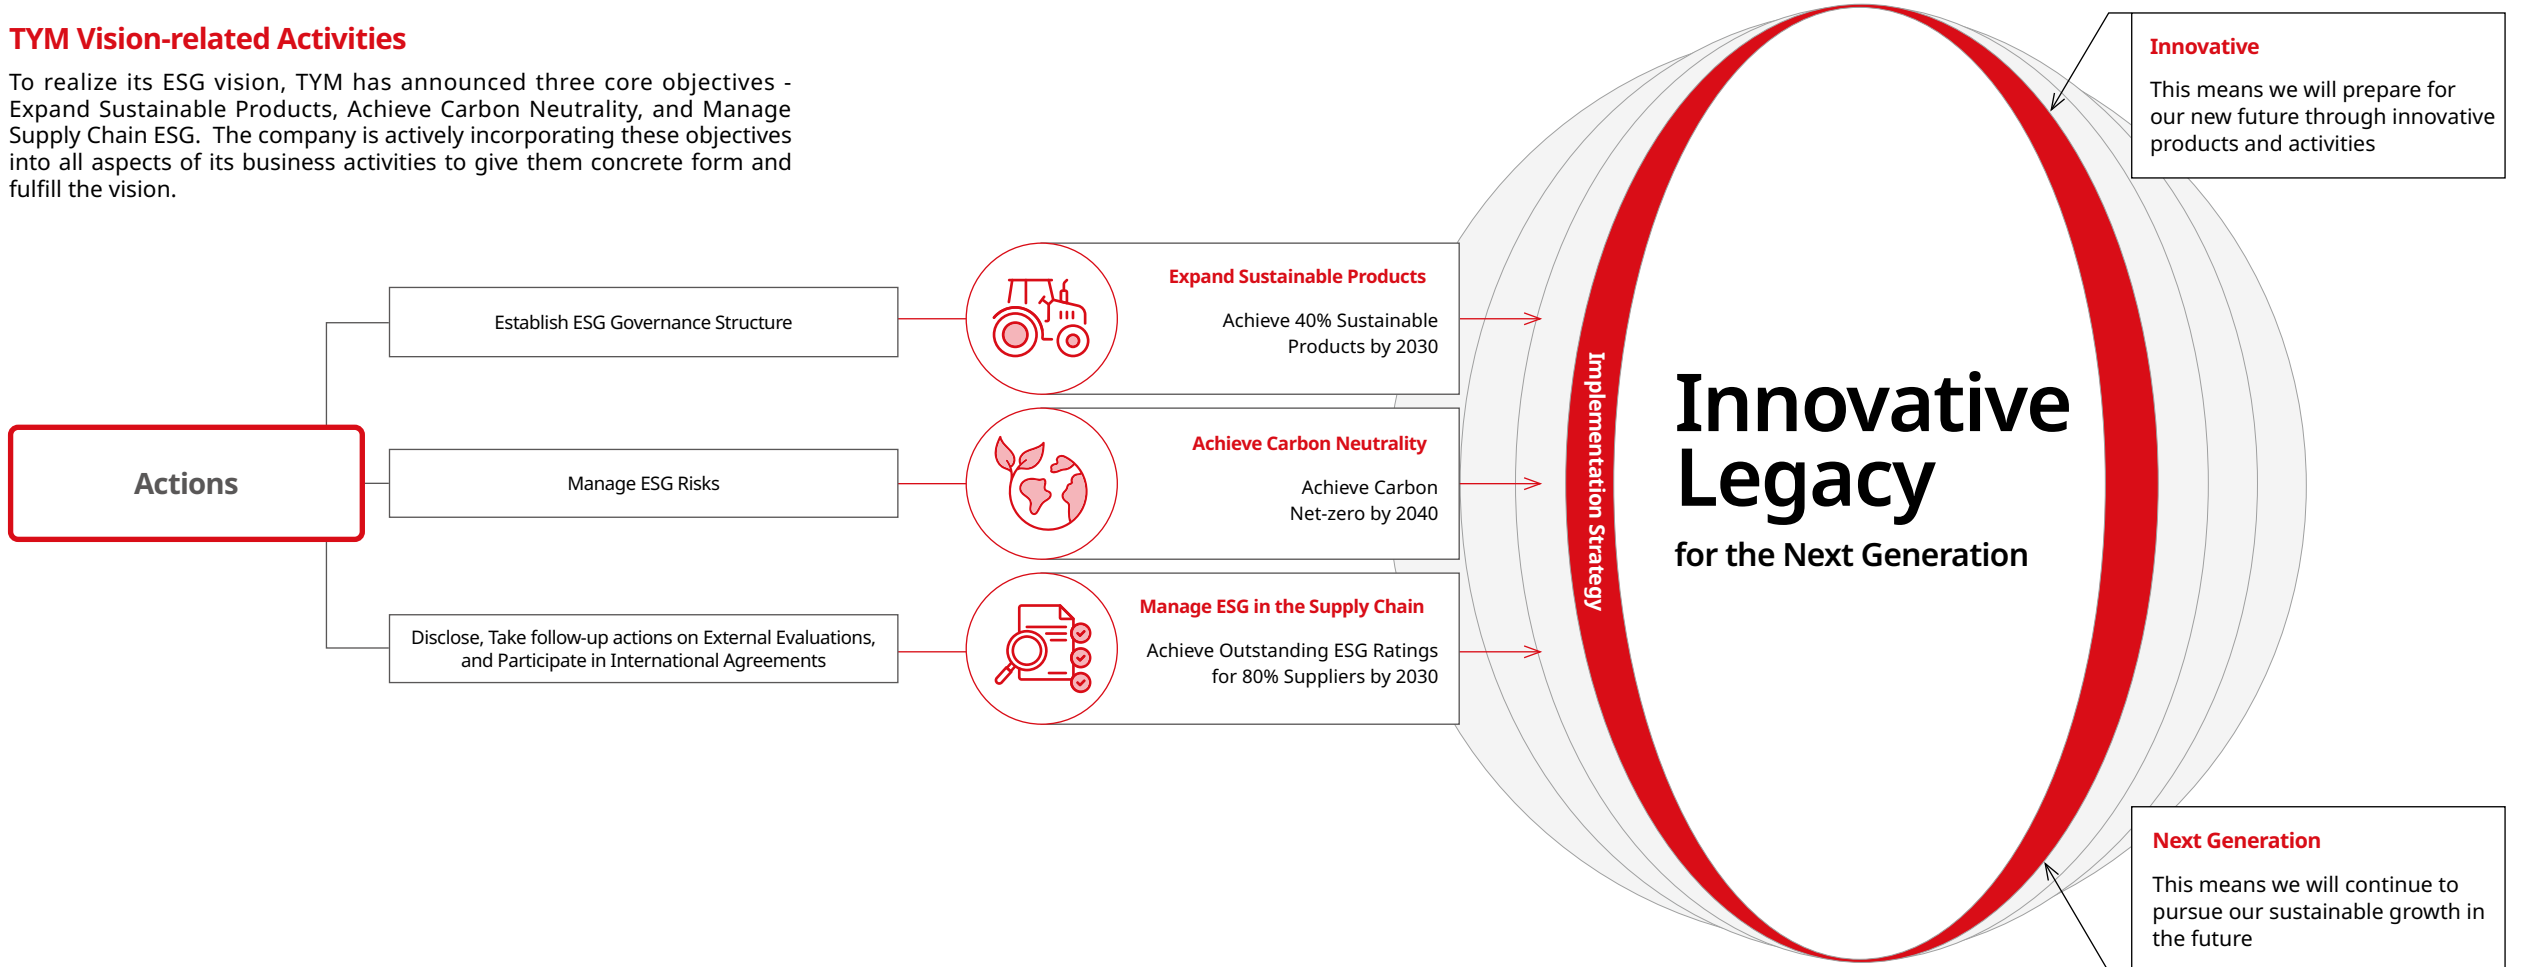 TYM Vision-related Activities
To realize its ESG vision, TYM has announced three core objectives -
Expand Sustainable Products, Achieve Carbon Neutrality, and Manage
Supply Chain ESG.  The company is actively incorporating these objectives
into all aspects of its business activities to give them concrete form and
fulfill the vision.
Actions
Establish ESG Governance Structure
Manage ESG Risks
Disclose, Take follow-up actions on External Evaluations,
and Participate in International Agreements
Expand Sustainable Products
Achieve 40% Sustainable
Products by 2030
Achieve Carbon Neutrality
Achieve Carbon
Net-zero by 2040
Manage ESG in the Supply Chain
Achieve Outstanding ESG Ratings
for 80% Suppliers by 2030
Implementation Strategy
Innovative
Legacy
for the Next Generation
Innovative
This means we will prepare for
our new future through innovative
products and activities
Next Generation
This means we will continue to
pursue our sustainable growth in
the future